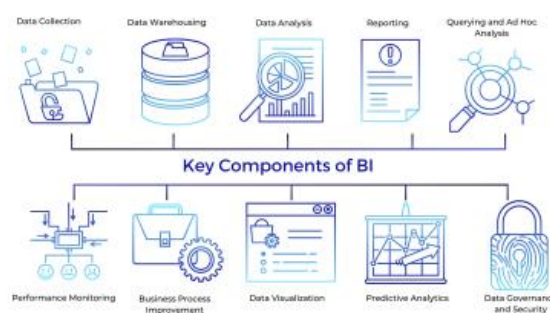 Data Collection
Data Warehousing
Data Analysis
Reporting
Querying and Ad Hoc
Analysis
Key Components of BI
Performance Monitoring
Business Process
Improvement
Data Visualization
Predictive Analytics
Data Governanc
and Security